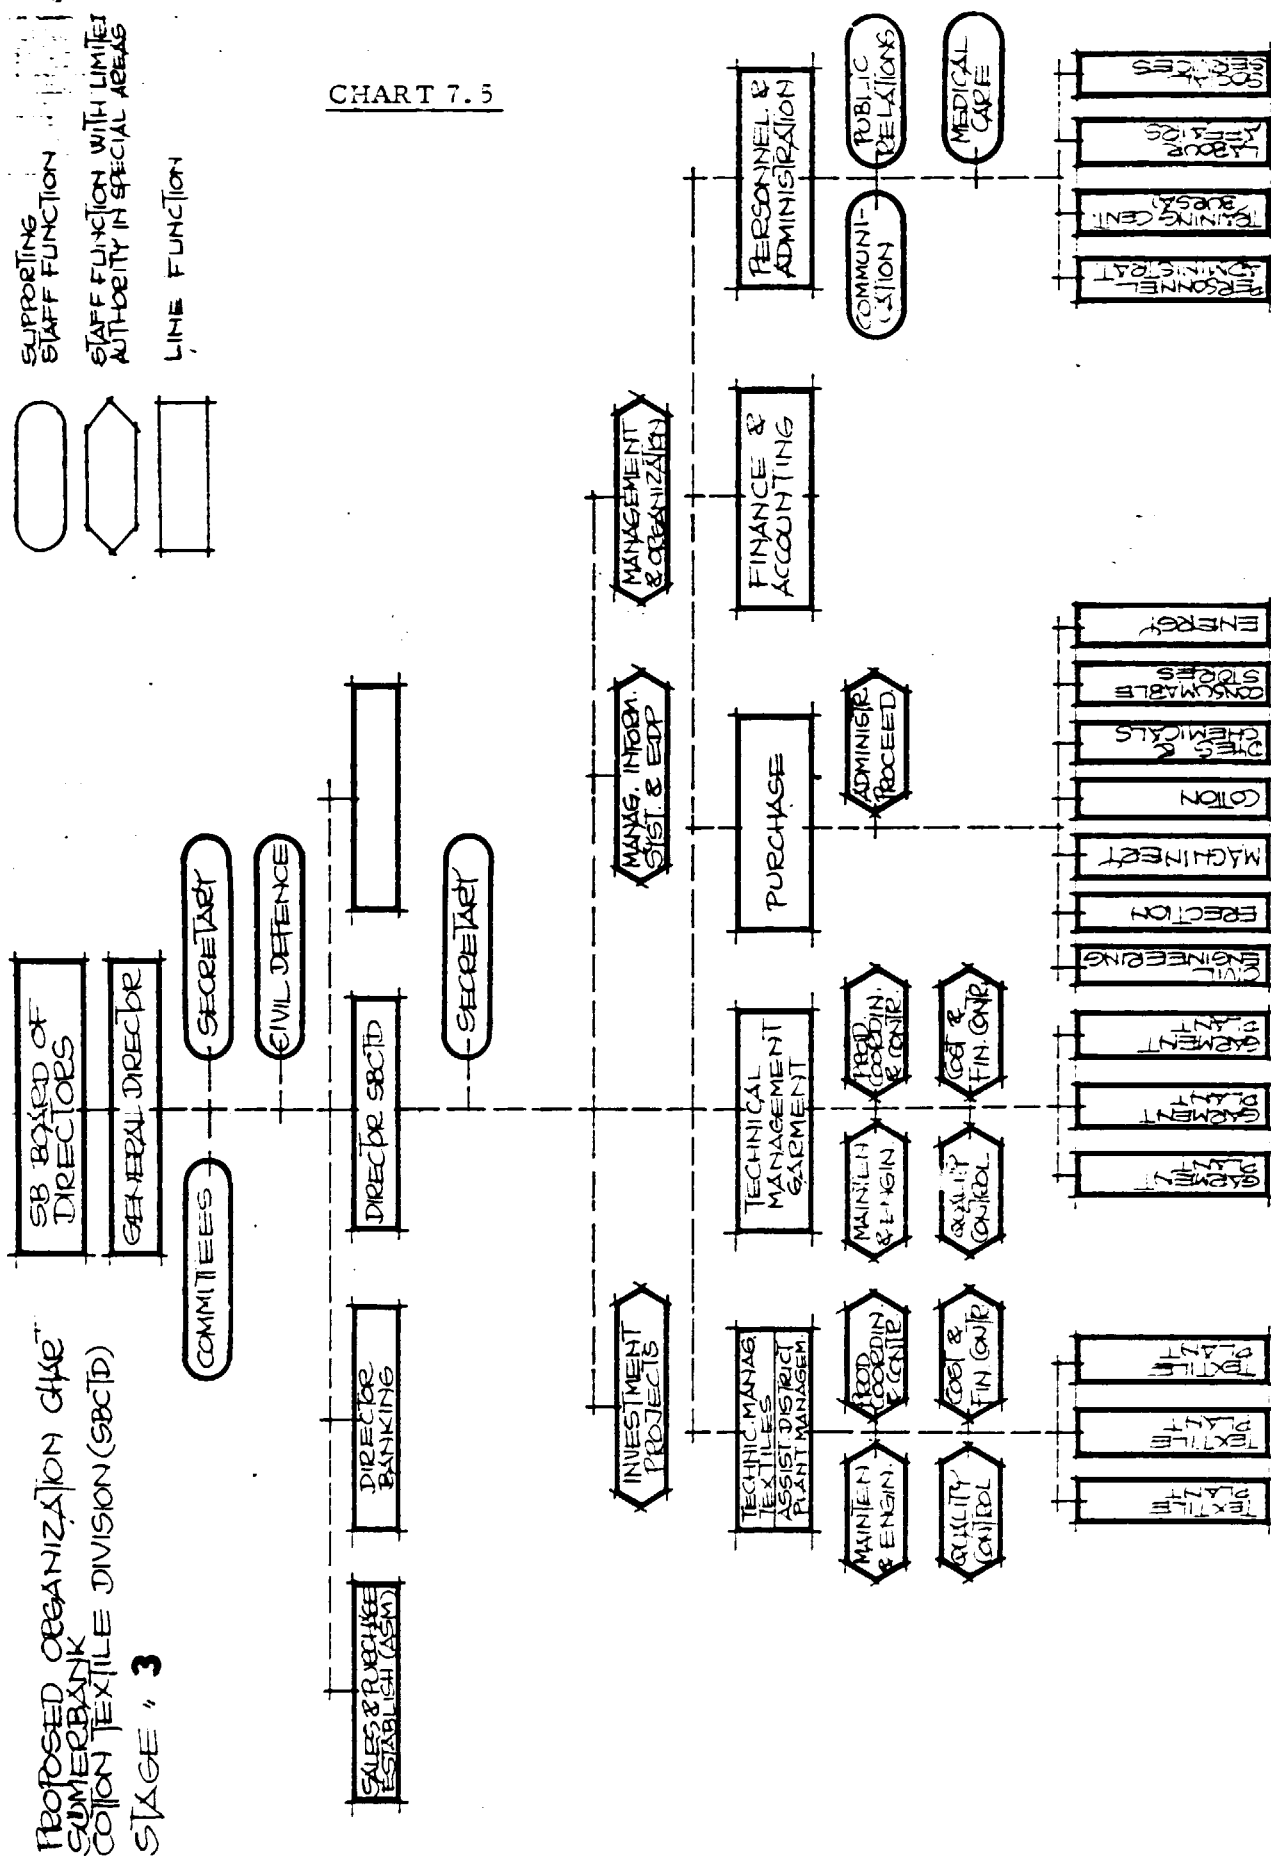 CHART 7.5
PROPOSED ORGANIZATION CHART
SUMERBANK
COTTON TEXTILE DIVISION (SBCTD)
STAGE : 3
SUPPORTING
STAFF FUNCTION
STAFF FUNCTION WITH LIMITED
AUTHORITY IN SPECIAL AREAS
LINE FUNCTION
SB BOARD OF
DIRECTORS
GENERAL DIRECTOR
COMMITTEES
SECRETARY
CIVIL DEFENCE
SALES & PURCHASE
ESTABLISH (ASM)
DIRECTOR
BANKING
DIRECTOR SBCTD
SECRETARY
INVESTMENT
PROJECTS
MANAG. INFORM.
SYST. & EDP
MANAGEMENT
& ORGANIZATION
TECHNIC. MANAG.
TEXTILES
ASSIST DISTRICT
PLANT MANAGEM.
TECHNICAL
MANAGEMENT
GARMENT
PURCHASE
FINANCE &
ACCOUNTING
PERSONNEL &
ADMINISTRATION
MAINTEN
& ENGIN.
PROD
COORDIN.
& CONTR
MAINTEN
& ENGIN.
PROD
COORDIN.
& CONTR.
ADMINISTR.
PROCEED.
COMMUNI-
CATION
PUBLIC
RELATIONS
QUALITY
CONTROL
COST &
FIN. CONTR
QUALITY
CONTROL
COST &
FIN. CONTR.
MEDICAL
CARE
TEXTILE
PLANT
TEXTILE
PLANT
TEXTILE
PLANT
GARMENT
PLANT
GARMENT
PLANT
GARMENT
PLANT
CIVIL
ENGINEERING
ERECTION
MACHINERY
COTTON
DYES &
CHEMICALS
CONSUMABLE
STORES
ENERGY
PERSONNEL
ADMINISTRAT
TRAINING CENT.
(BURSA)
LABOUR
AFFAIRS
SOCIAL
SERVICES